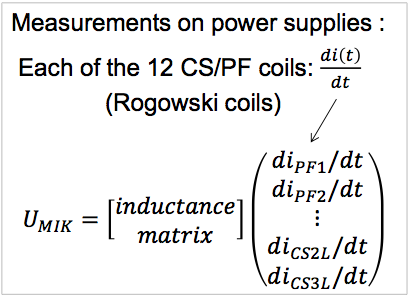 Measurements on power supplies :
Each of the 12 CS/PF coils: di(t)/dt
(Rogowski coils)
U_MIK = [inductance matrix] (di_PF1/dt
di_PF2/dt
⋮
di_CS2L/dt
di_CS3L/dt)